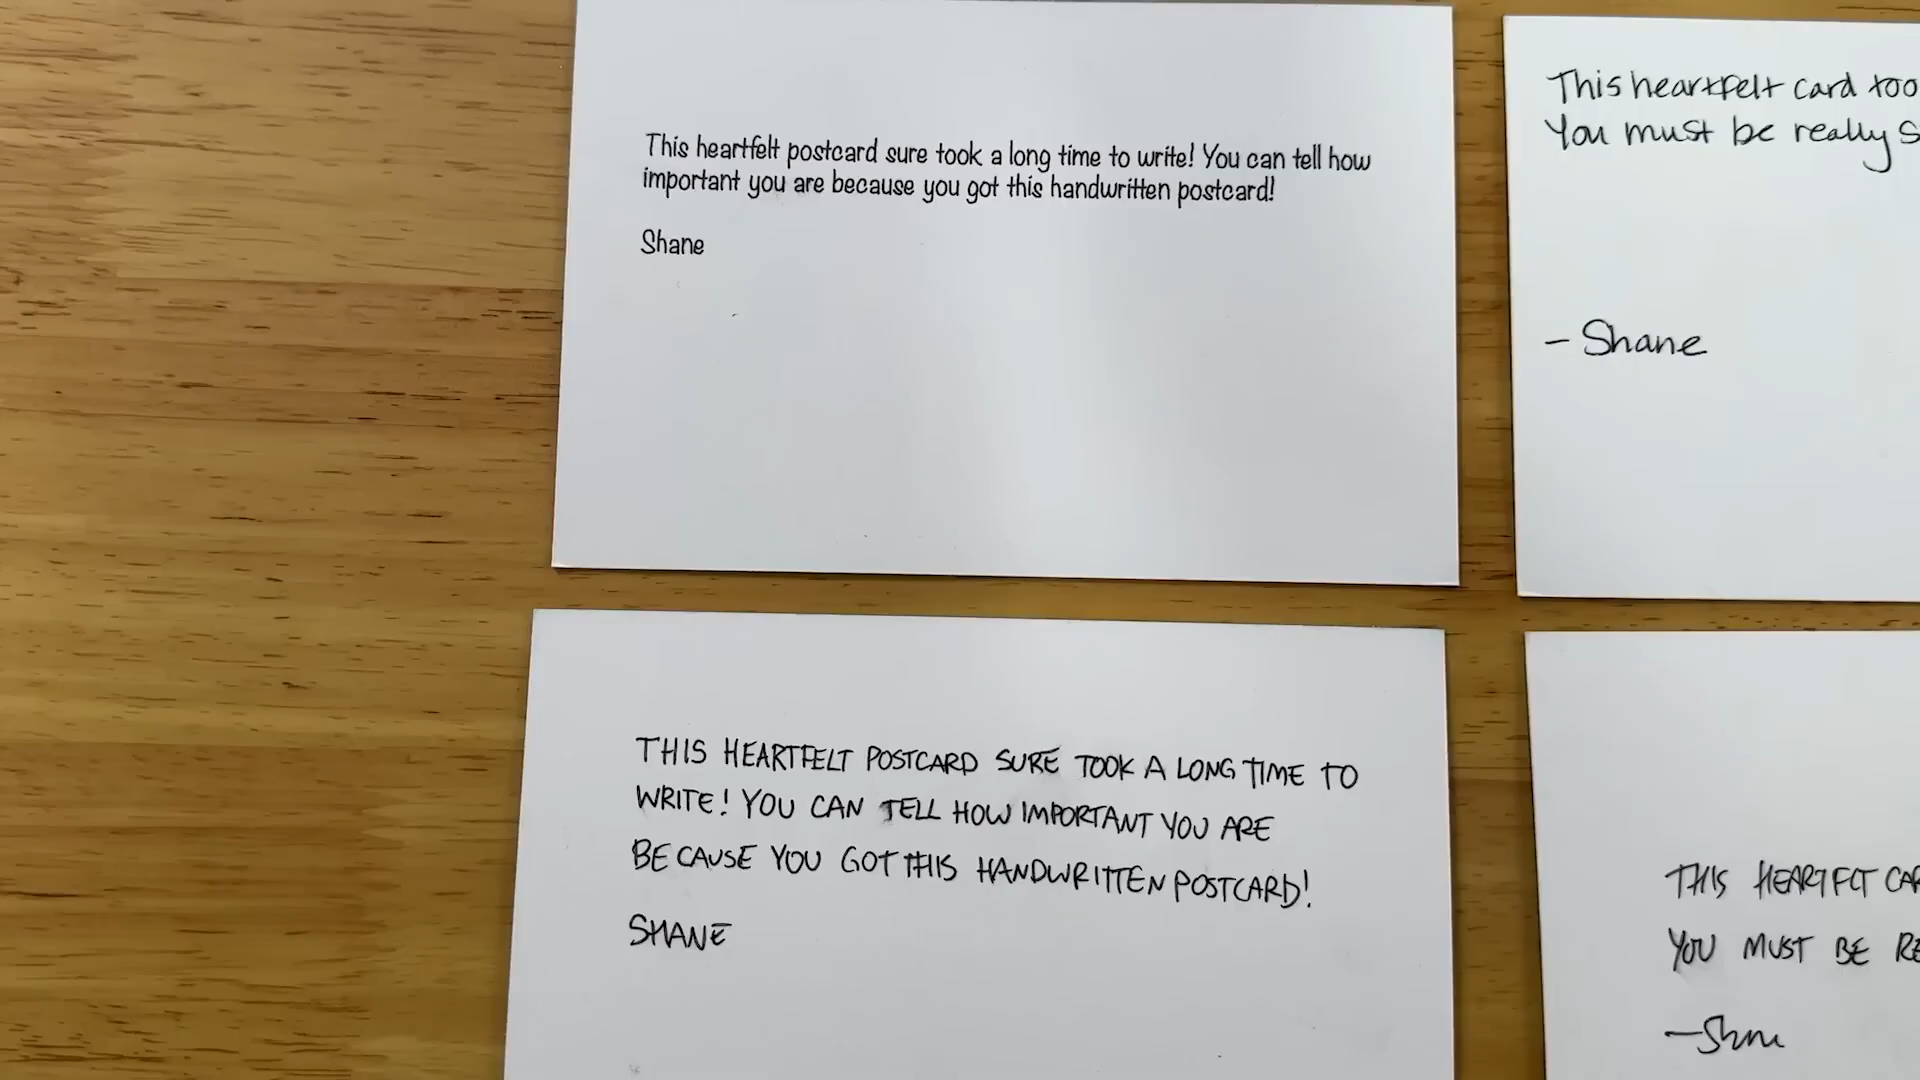 This heartfelt postcard sure took a long time to write! You can tell how
important you are because you got this handwritten postcard!
Shane
This heartfelt card
You must be really
– Shane
THIS HEARTFELT POSTCARD SURE TOOK A LONG TIME TO
WRITE! YOU CAN TELL HOW IMPORTANT YOU ARE
BECAUSE YOU GOT THIS HANDWRITTEN POSTCARD!
SHANE
THIS HEARTFELT
YOU MUST BE